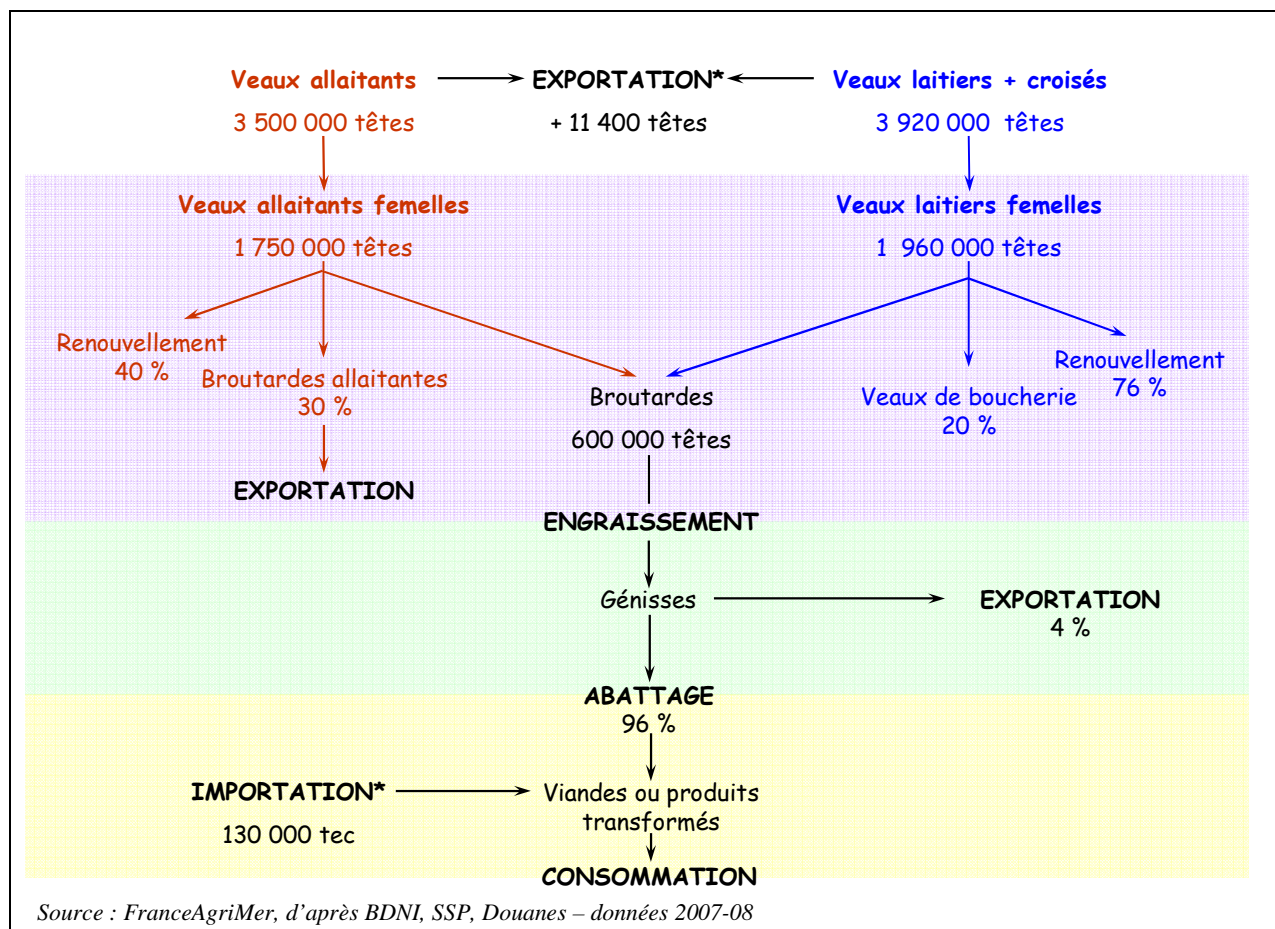 Veaux allaitants
EXPORTATION*
Veaux laitiers + croisés
3 500 000 têtes
+ 11 400 têtes
3 920 000 têtes
Veaux allaitants femelles
Veaux laitiers femelles
1 750 000 têtes
1 960 000 têtes
Renouvellement
40 %
Broutardes allaitantes
30 %
Broutardes
600 000 têtes
Veaux de boucherie
20 %
Renouvellement
76 %
EXPORTATION
ENGRAISSEMENT
Génisses
EXPORTATION
4 %
ABATTAGE
96 %
IMPORTATION*
130 000 tec
Viandes ou produits
transformés
CONSOMMATION
Source : FranceAgriMer, d'après BDNI, SSP, Douanes – données 2007-08